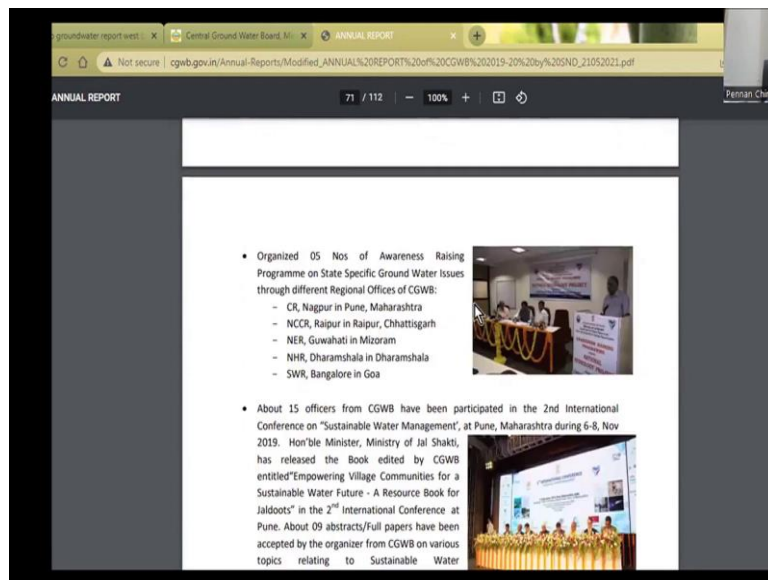 groundwater report west
Central Ground Water Board, Mi
ANNUAL REPORT
Not secure | cgwb.gov.in/Annual-Reports/Modified_ANNUAL%20REPORT%20of%20CGWB%202019-20%20by%20SND_21052021.pdf
ANNUAL REPORT 71 / 112 | − 100% +
Pennan Chi
• Organized 05 Nos of Awareness Raising
Programme on State Specific Ground Water Issues
through different Regional Offices of CGWB:
− CR, Nagpur in Pune, Maharashtra
− NCCR, Raipur in Raipur, Chhattisgarh
− NER, Guwahati in Mizoram
− NHR, Dharamshala in Dharamshala
− SWR, Bangalore in Goa
• About 15 officers from CGWB have been participated in the 2nd International
Conference on “Sustainable Water Management’, at Pune, Maharashtra during 6-8, Nov
2019. Hon’ble Minister, Ministry of Jal Shakti,
has released the Book edited by CGWB
entitled“Empowering Village Communities for a
Sustainable Water Future - A Resource Book for
Jaldoots” in the 2nd International Conference at
Pune. About 09 abstracts/Full papers have been
accepted by the organizer from CGWB on various
topics relating to Sustainable Water